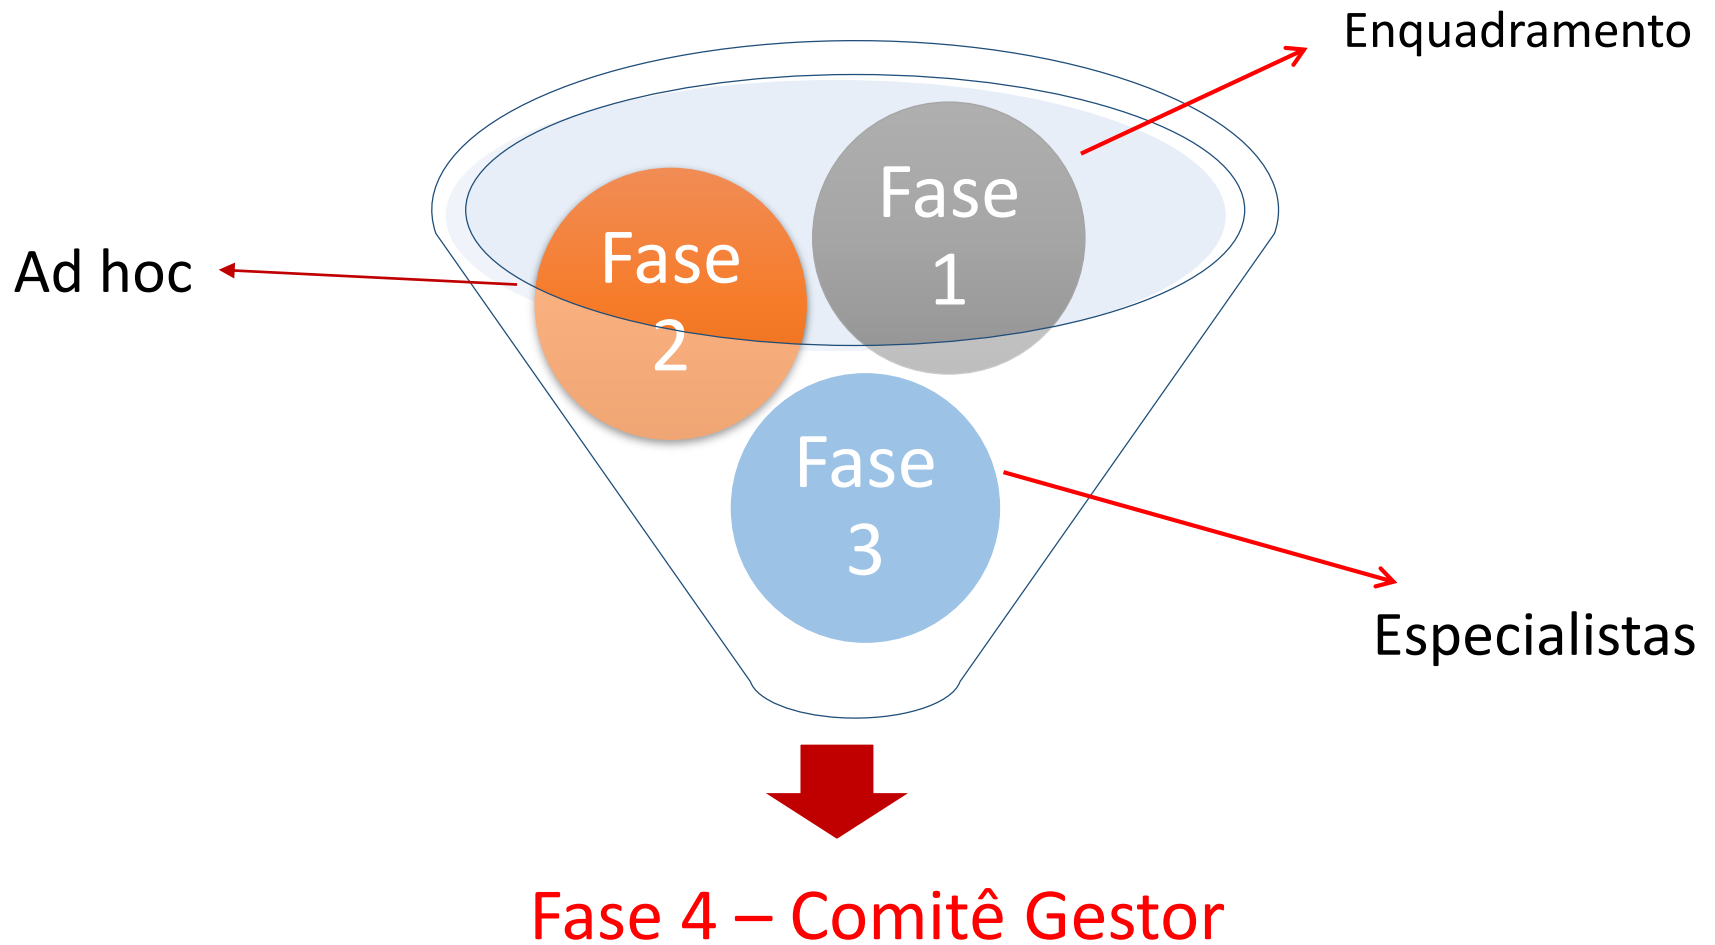 Enquadramento
Fase
1
Ad hoc
Fase
2
Fase
3
Especialistas
Fase 4 – Comitê Gestor